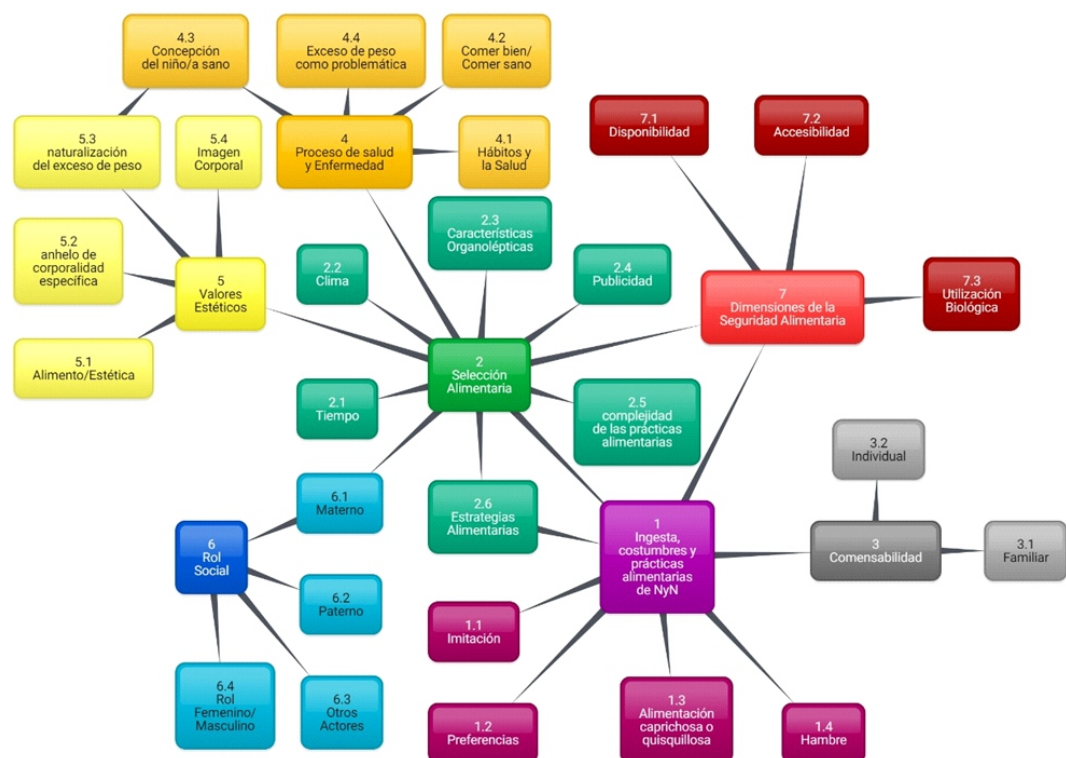 4.3
Concepción
del niño/a sano
4.4
Exceso de peso
como problemática
4.2
Comer bien/
Comer sano
5.3
naturalización
del exceso de peso
5.4
Imagen
Corporal
4
Proceso de salud
y Enfermedad
4.1
Hábitos y
la Salud
7.1
Disponibilidad
7.2
Accesibilidad
5.2
anhelo de
corporalidad
específica
5
Valores
Estéticos
2.2
Clima
2.3
Características
Organolépticas
2.4
Publicidad
7
Dimensiones de la
Seguridad Alimentaria
7.3
Utilización
Biológica
5.1
Alimento/Estética
2.1
Tiempo
2
Selección
Alimentaria
2.5
complejidad
de las prácticas
alimentarias
3.2
Individual
6
Rol
Social
6.1
Materno
2.6
Estrategias
Alimentarias
1
Ingesta,
costumbres y
prácticas
alimentarias
de NyN
3
Comensabilidad
3.1
Familiar
6.2
Paterno
1.1
Imitación
6.4
Rol
Femenino/
Masculino
6.3
Otros
Actores
1.2
Preferencias
1.3
Alimentación
caprichosa o
quisquillosa
1.4
Hambre